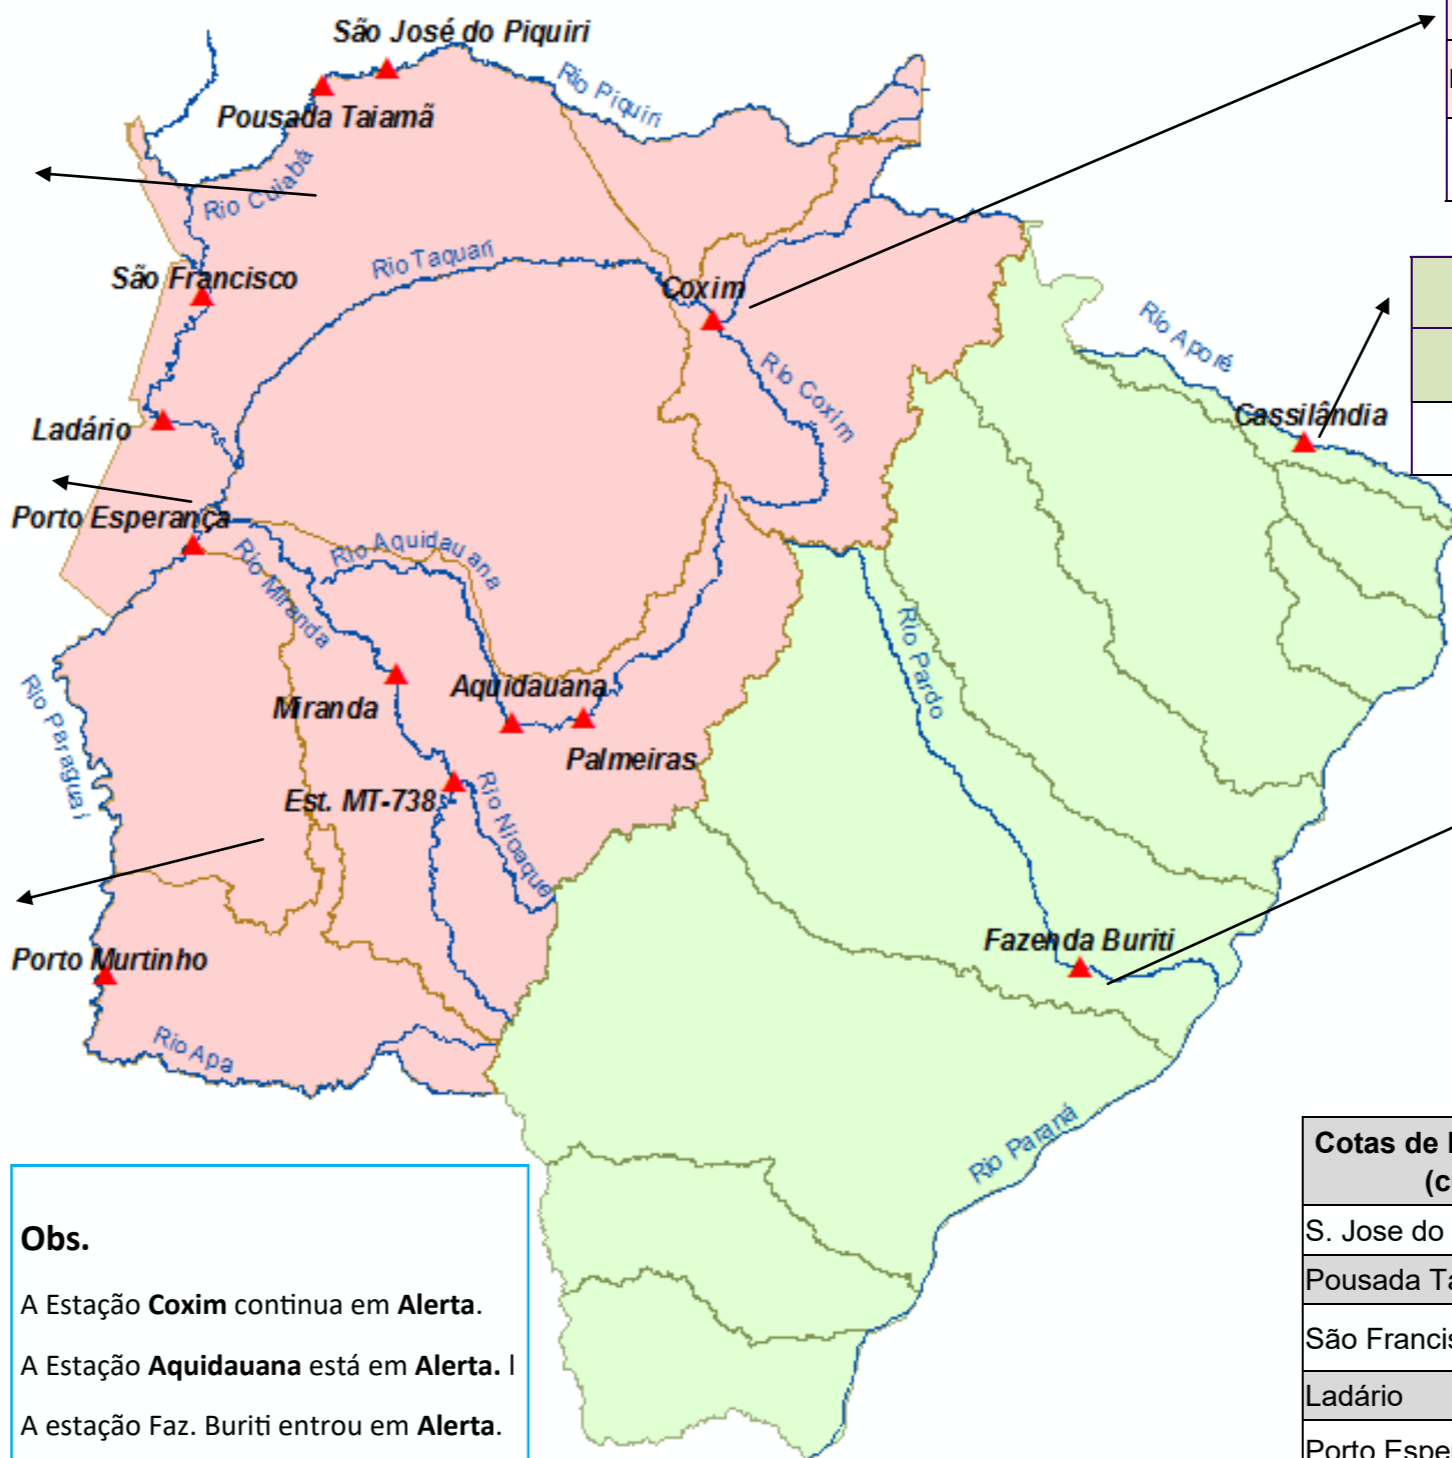 São José do Piquiri
Rio Piquiri
Pousada Taiamã
Rio Cuiabá
Rio Taquari
São Francisco
Coxim
Rio Aporé
Rio Coxim
Cassilândia
Ladário
Porto Esperança
Rio Aquidauana
Rio Miranda
Rio Pardo
Rio Paraguai
Aquidauana
Miranda
Palmeiras
Est. MT-738
Rio Nioaque
Fazenda Buriti
Porto Murtinho
Rio Apa
Rio Paraná
Obs.
A Estação Coxim continua em Alerta.
A Estação Aquidauana está em Alerta. l
A estação Faz. Buriti entrou em Alerta.
Cotas de
S. Jose do
Pousada
São
Ladário
Porto